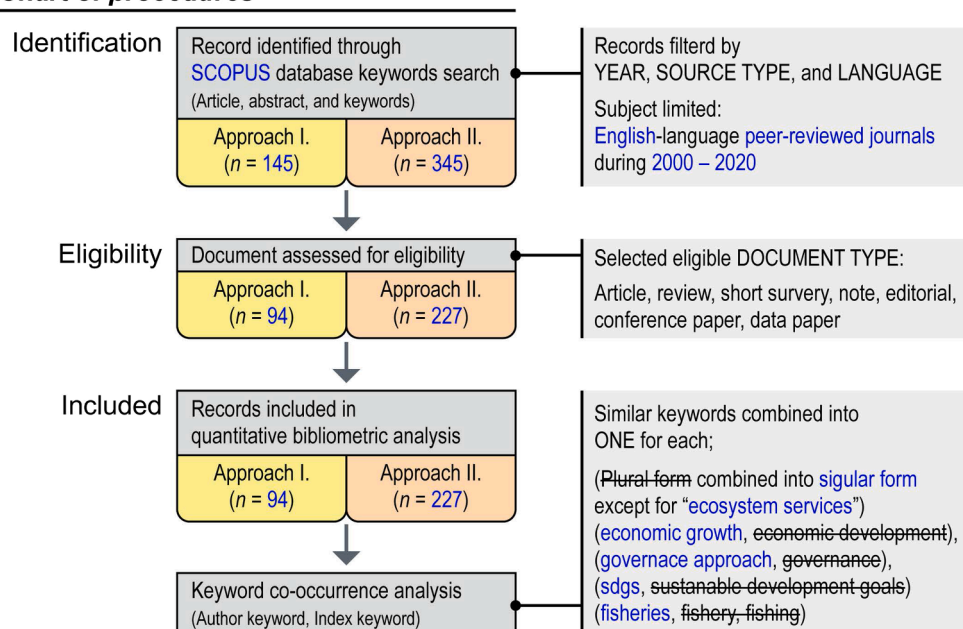 chart of procedures
Identification
Record identified through
SCOPUS database keywords search
(Article, abstract, and keywords)
Approach I.
(n = 145)
Approach II.
(n = 345)
Records filterd by
YEAR, SOURCE TYPE, and LANGUAGE
Subject limited:
English-language peer-reviewed journals
during 2000 – 2020
Eligibility
Document assessed for eligibility
Approach I.
(n = 94)
Approach II.
(n = 227)
Selected eligible DOCUMENT TYPE:
Article, review, short survery, note, editorial,
conference paper, data paper
Included
Records included in
quantitative bibliometric analysis
Approach I.
(n = 94)
Approach II.
(n = 227)
Keyword co-occurrence analysis
(Author keyword, Index keyword)
Similar keywords combined into
ONE for each;
(Plural form combined into sigular form
except for “ecosystem services”)
(economic growth, economic development),
(governace approach, governance),
(sdgs, sustanable development goals)
(fisheries, fishery, fishing)